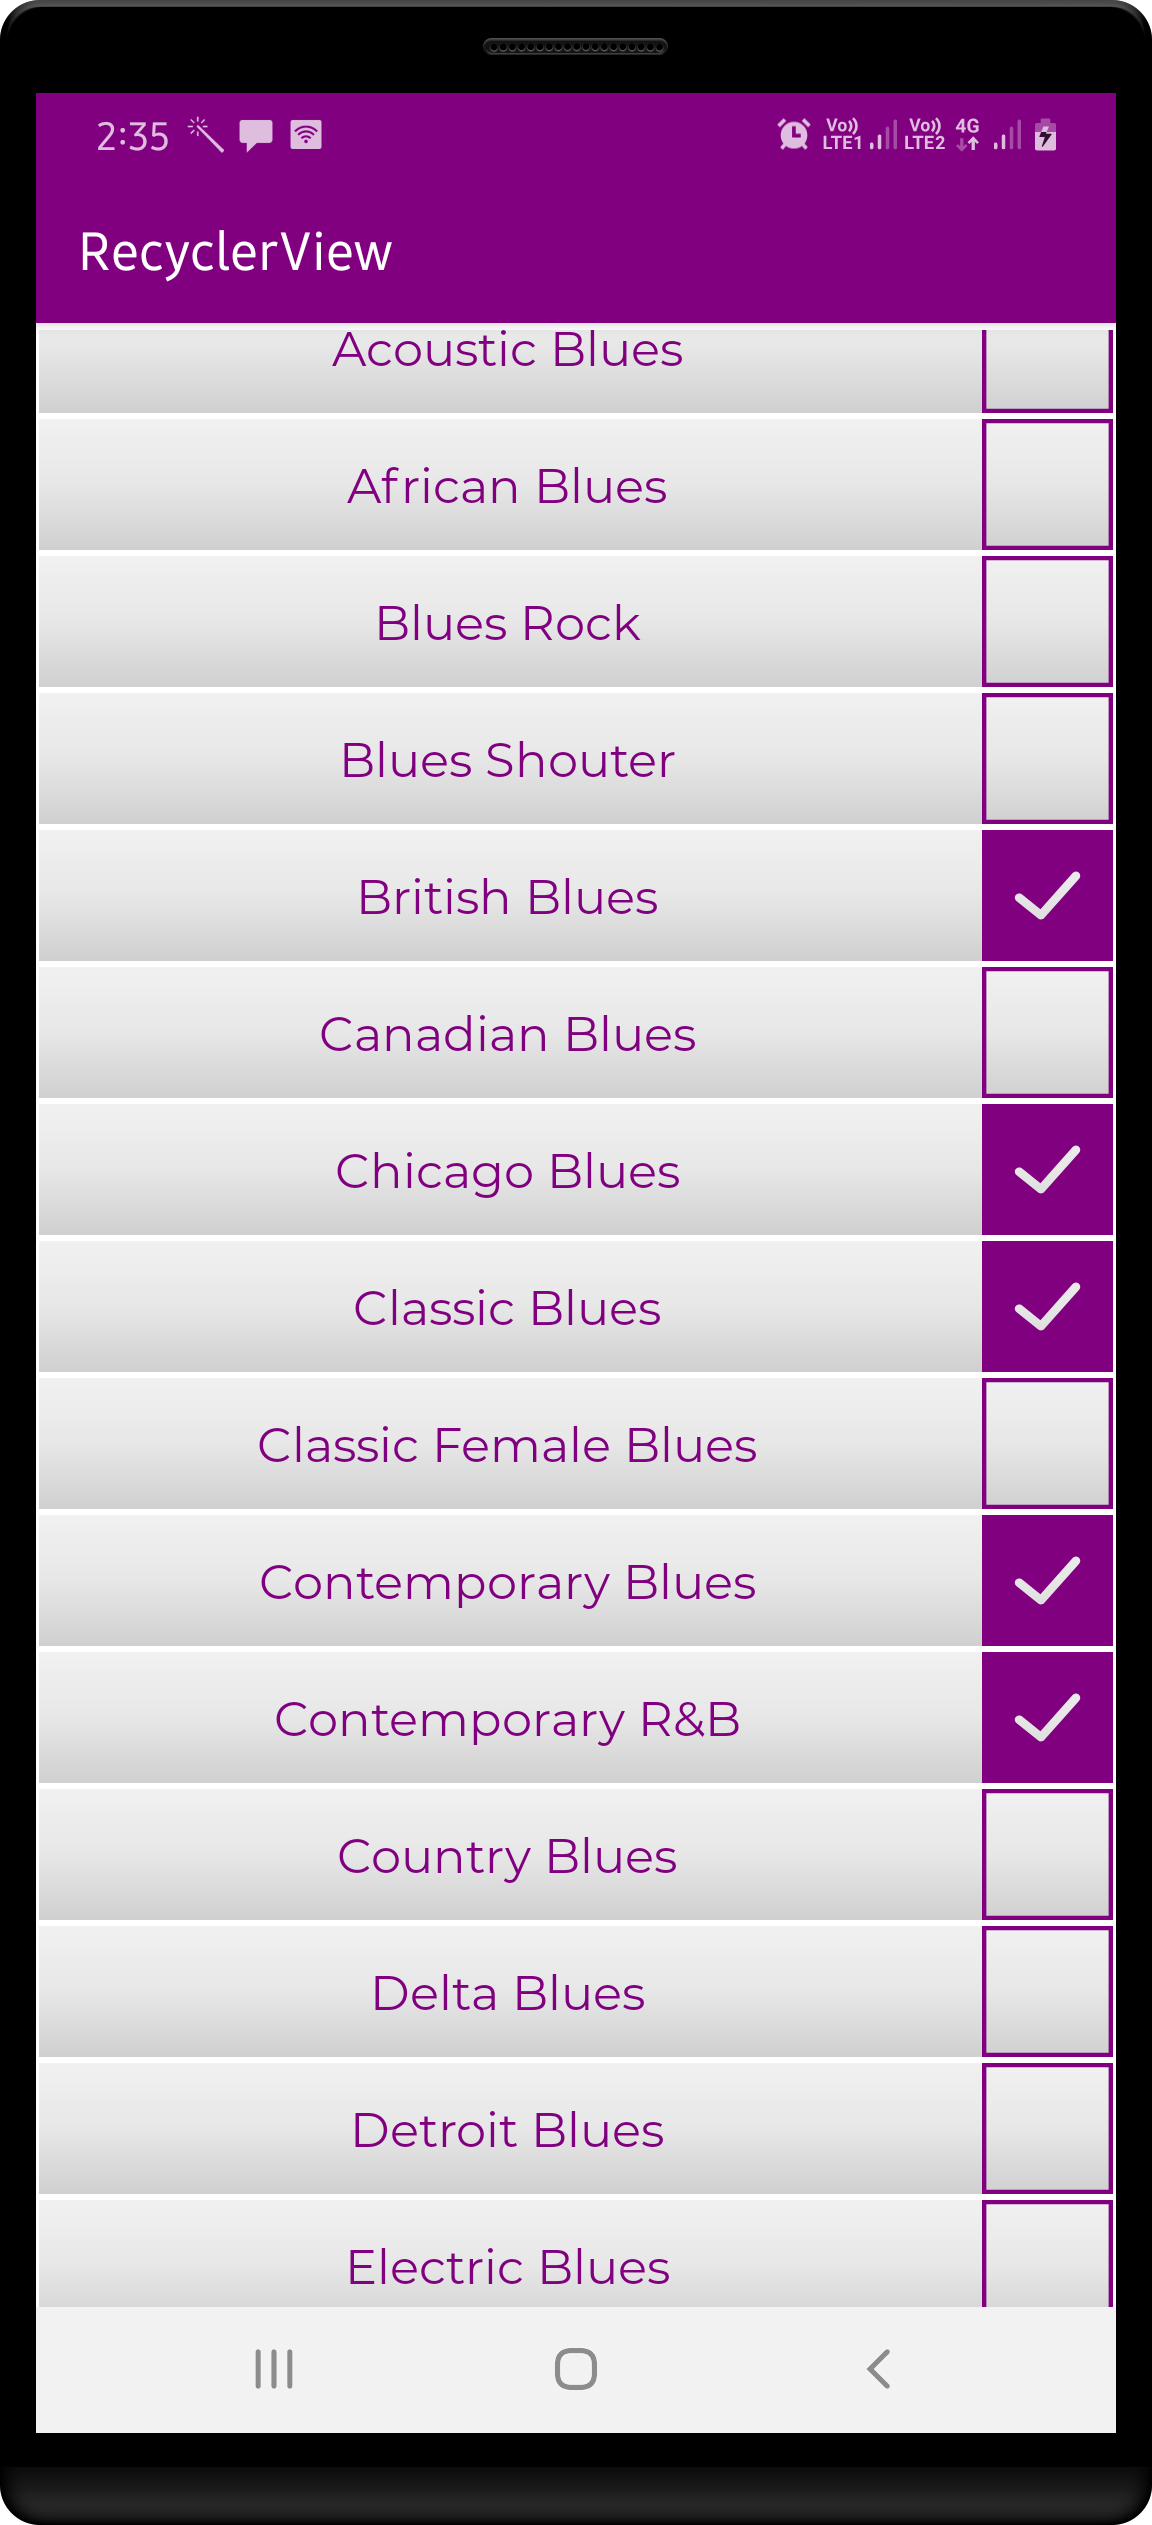 2:35
Vo)) LTE1 Vo)) LTE2 4G
RecyclerView
Acoustic Blues
African Blues
Blues Rock
Blues Shouter
British Blues
Canadian Blues
Chicago Blues
Classic Blues
Classic Female Blues
Contemporary Blues
Contemporary R&B
Country Blues
Delta Blues
Detroit Blues
Electric Blues